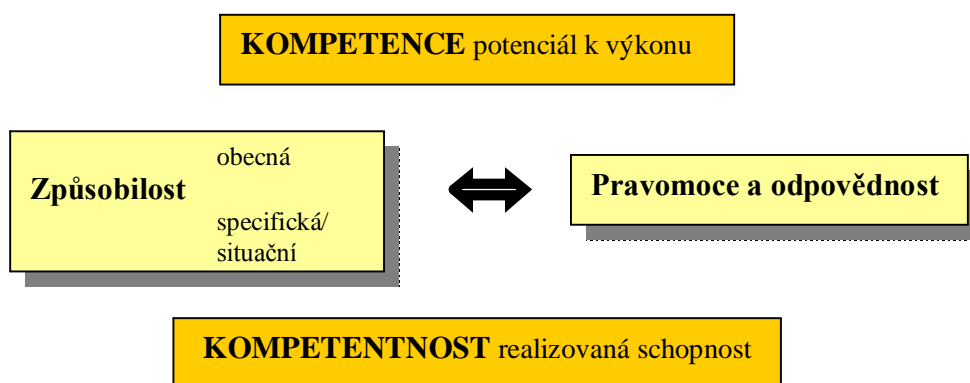 KOMPETENCE potenciál k výkonu
obecná
Způsobilost
specifická/
situační
Pravomoce a odpovědnost
KOMPETENTNOST realizovaná schopnost